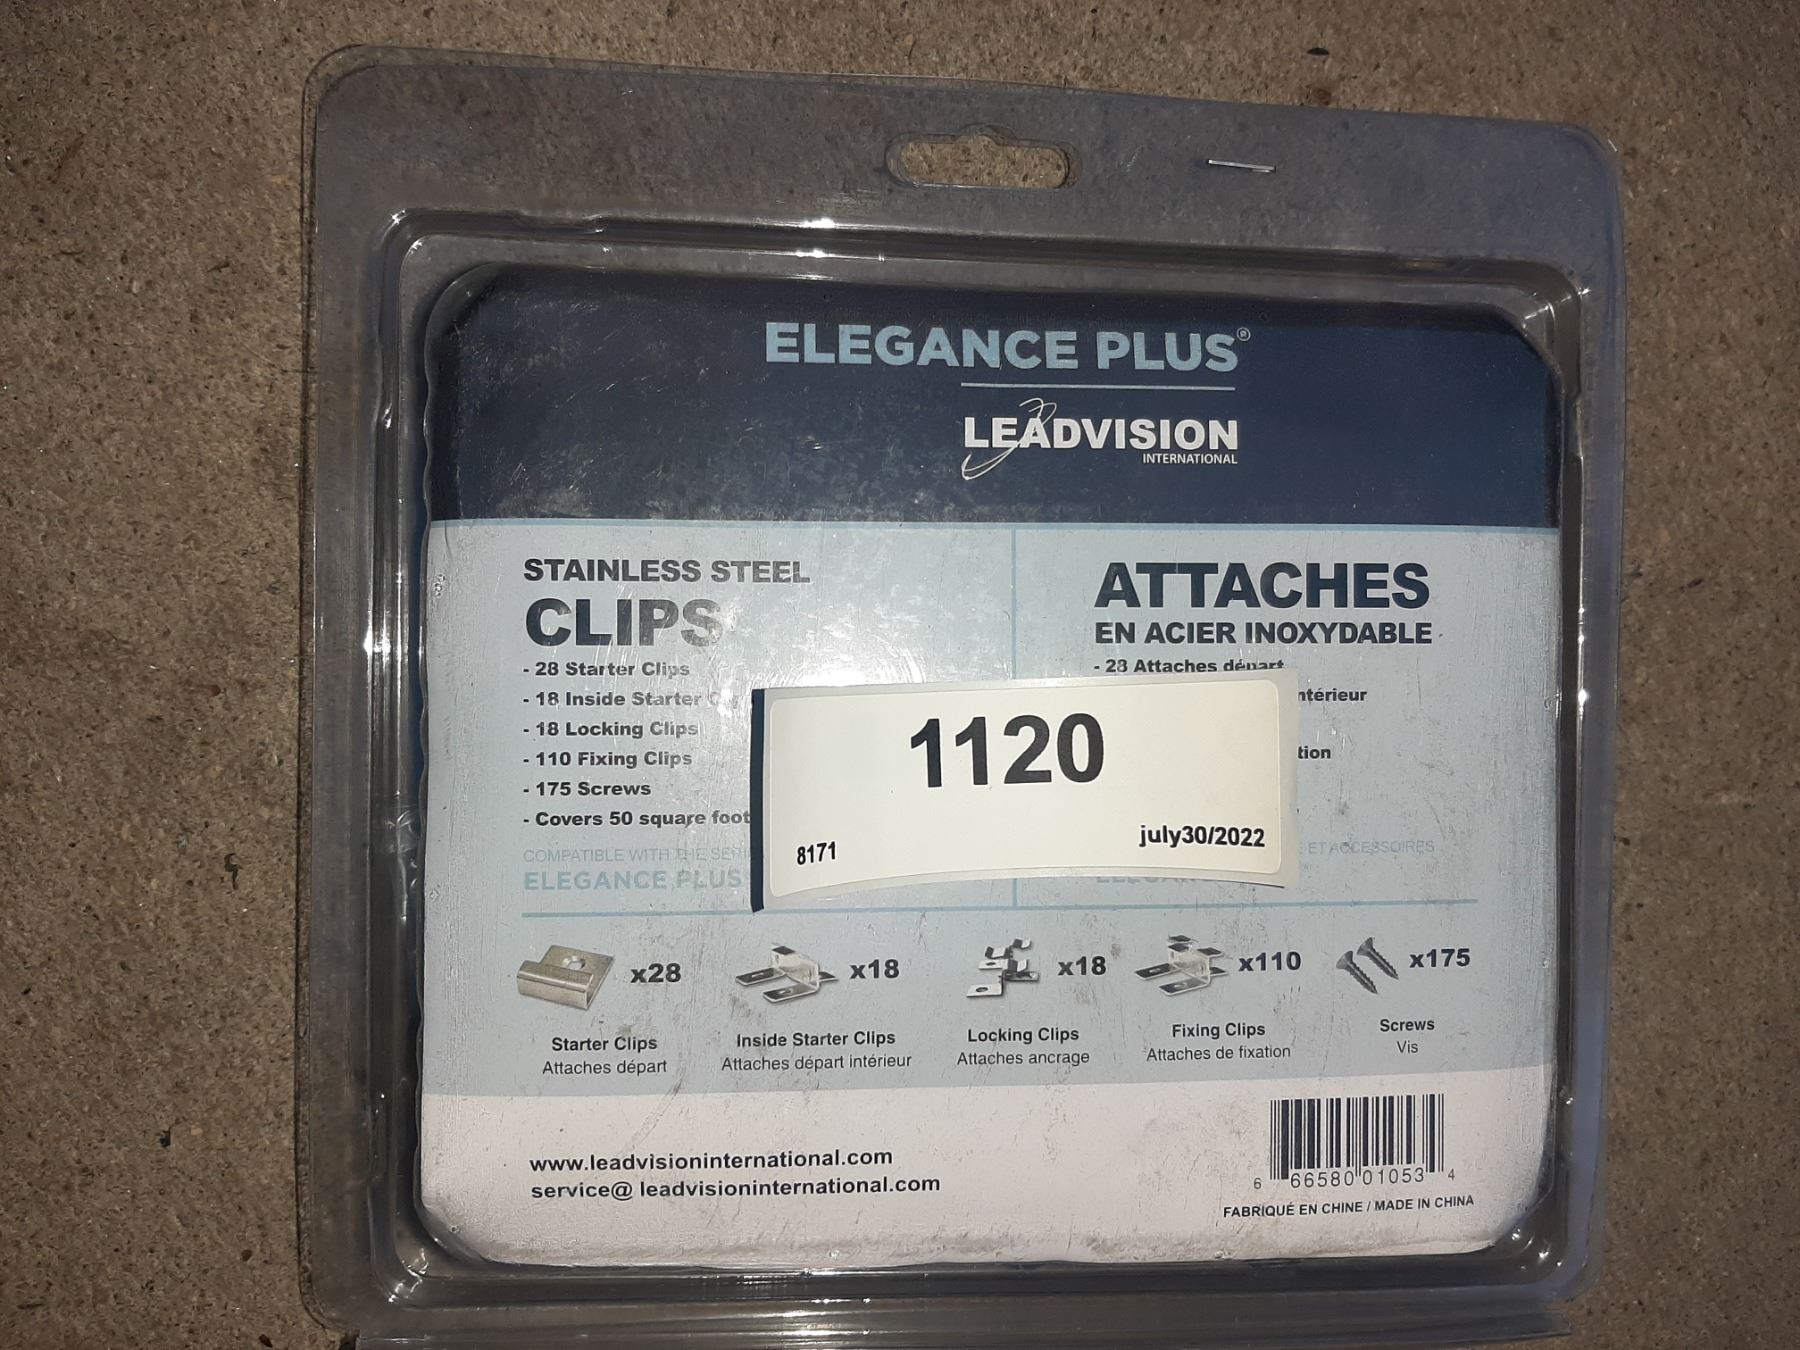 ELEGANCE PLUS®
LEADVISION
INTERNATIONAL
STAINLESS STEEL
CLIPS
- 28 Starter Clips
- 18 Inside Starter
- 18 Locking Clips
- 110 Fixing Clips
- 175 Screws
- Covers 50 square foot
COMPATIBLE WITH THE
ELEGANCE PLUS
ATTACHES
EN ACIER INOXYDABLE
- 28 Attaches départ
ntérieur
tion
ET ACCESSOIRES
1120
8171
july30/2022
x28
x18
x18
x110
x175
Starter Clips
Attaches départ
Inside Starter Clips
Attaches départ intérieur
Locking Clips
Attaches ancrage
Fixing Clips
Attaches de fixation
Screws
Vis
www.leadvisioninternational.com
service@ leadvisioninternational.com
6 66580 01053 4
FABRIQUÉ EN CHINE / MADE IN CHINA